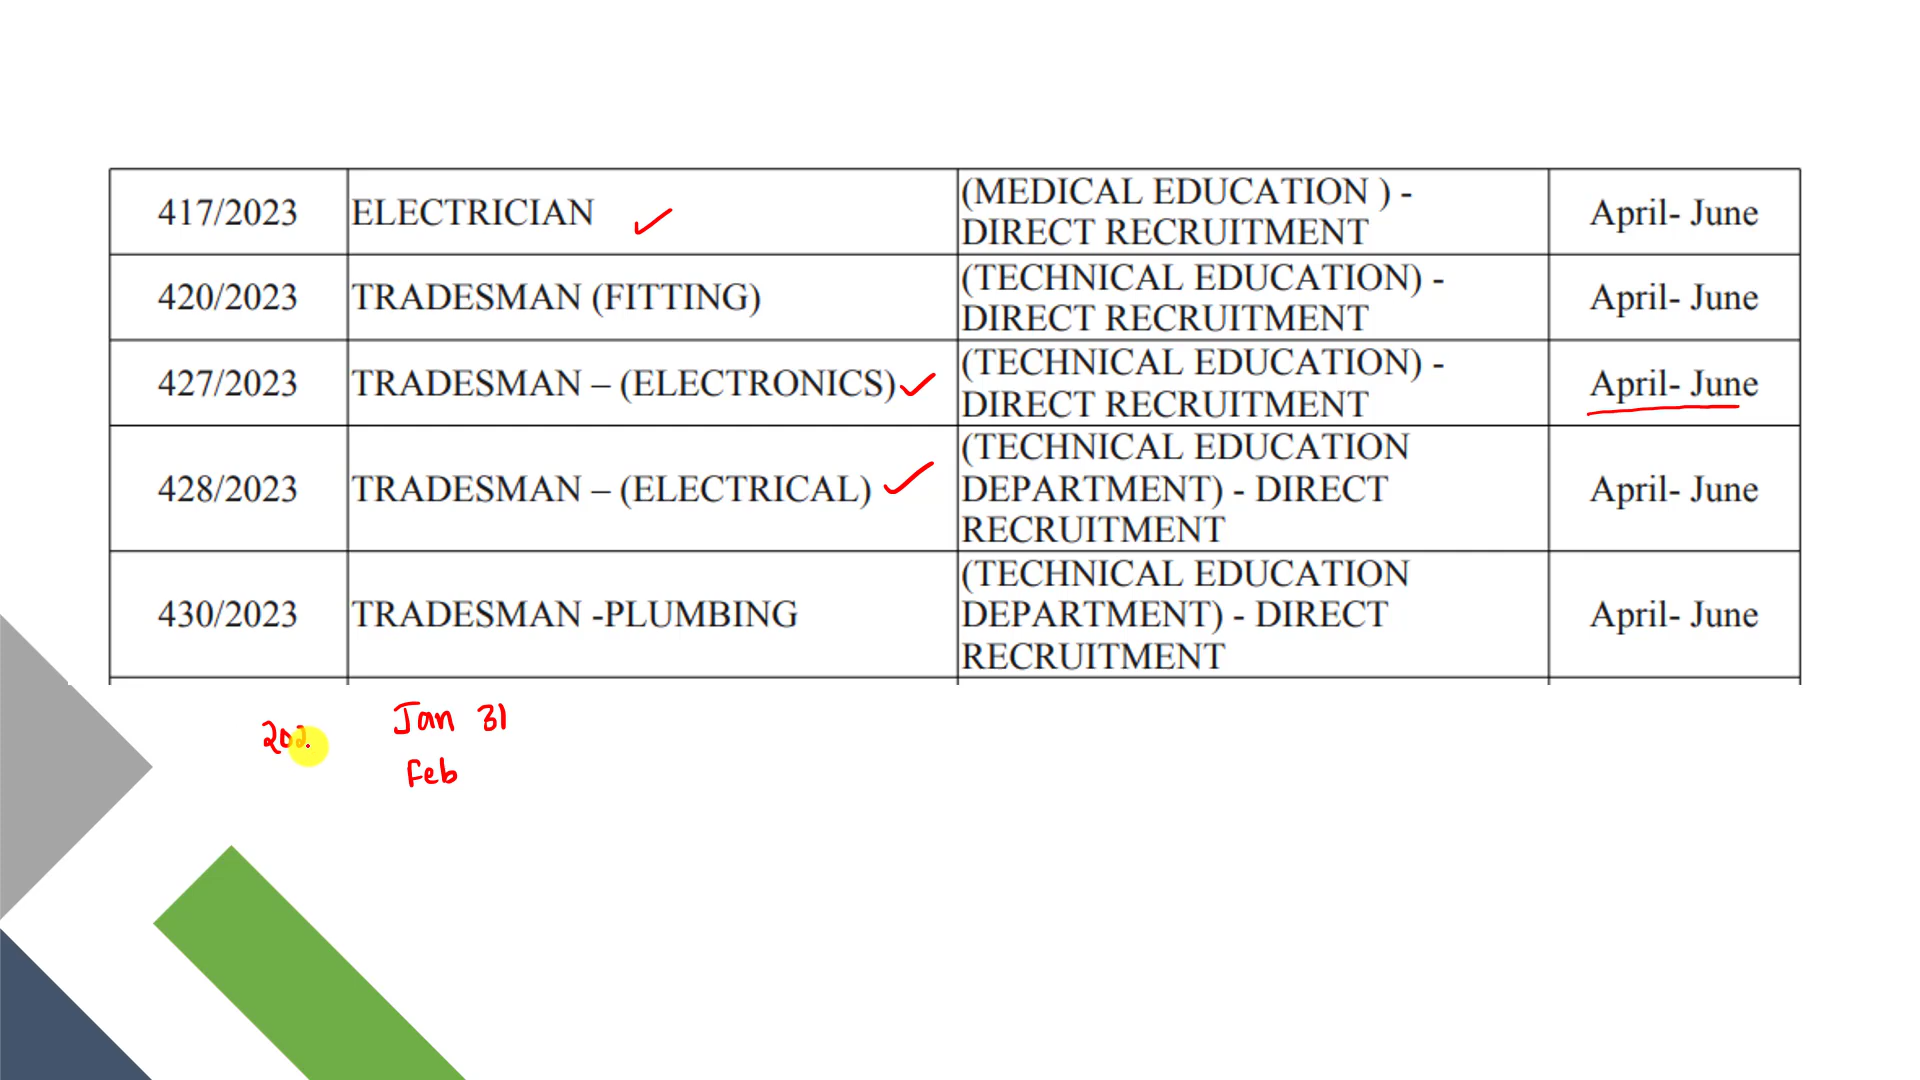 417/2023 ELECTRICIAN (MEDICAL EDUCATION ) - DIRECT RECRUITMENT April- June
420/2023 TRADESMAN (FITTING) (TECHNICAL EDUCATION) - DIRECT RECRUITMENT April- June
427/2023 TRADESMAN – (ELECTRONICS) (TECHNICAL EDUCATION) - DIRECT RECRUITMENT April- June
428/2023 TRADESMAN – (ELECTRICAL) (TECHNICAL EDUCATION DEPARTMENT) - DIRECT RECRUITMENT April- June
430/2023 TRADESMAN -PLUMBING (TECHNICAL EDUCATION DEPARTMENT) - DIRECT RECRUITMENT April- June
Jan 31
Feb